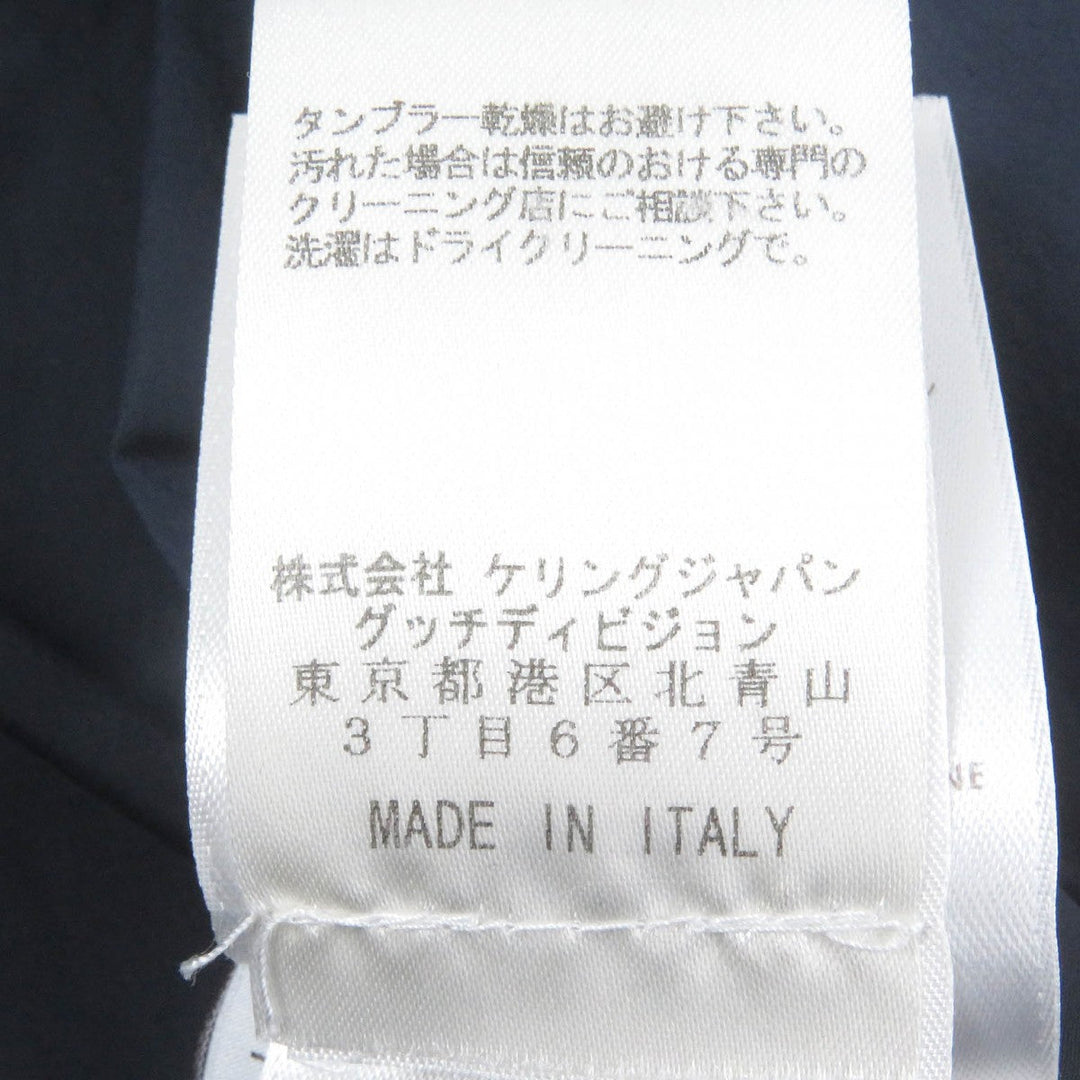 タンブラー乾燥はお避け下さい。
汚れた場合は信頼のおける専門の
クリーニング店にご相談下さい。
洗濯はドライクリーニングで。
株式会社 ケリングジャパン
グッチディビジョン
東京都港区北青山
3丁目6番7号
MADE IN ITALY
NE